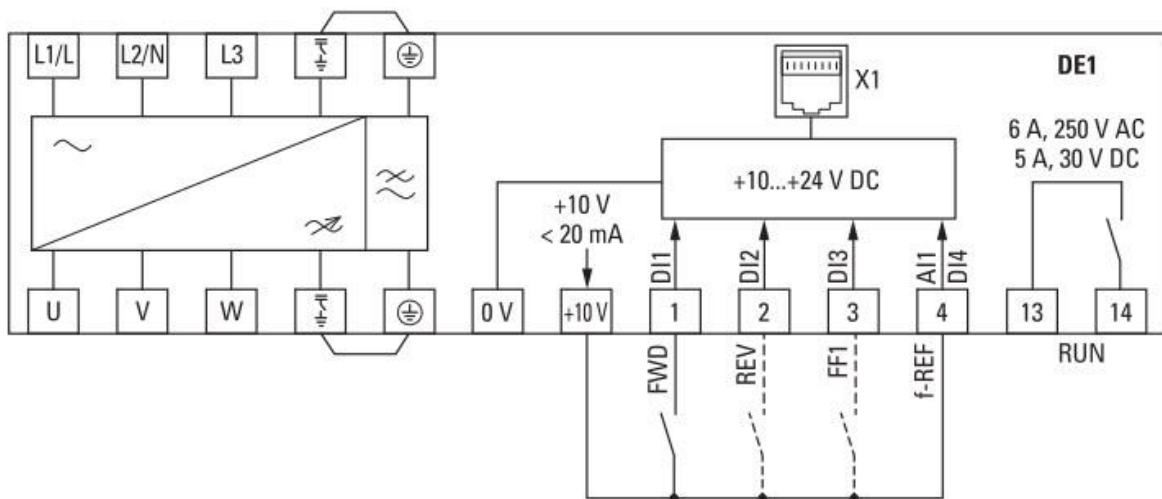 L1/L
L2/N
L3
X1
DE1
6 A, 250 V AC
5 A, 30 V DC
+10...+24 V DC
+10 V
< 20 mA
DI1
DI2
DI3
AI1
DI4
U
V
W
0 V
+10 V
1
2
3
4
13
14
FWD
REV
FF1
f-REF
RUN